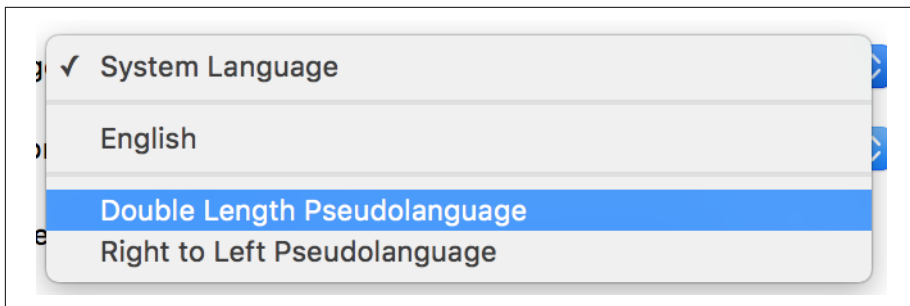 ✓ System Language
English
Double Length Pseudolanguage
Right to Left Pseudolanguage